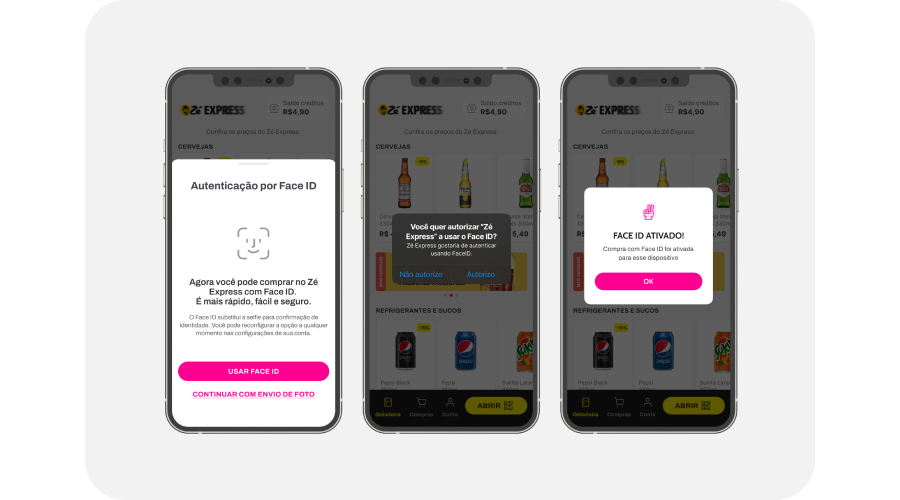 Zé EXPRESS
Saldo créditos
R$4,90
Confira os preços do Zé Express:
CERVEJAS
Autenticação por Face ID
Agora você pode comprar no Zé
Express com Face ID.
É mais rápido, fácil e seguro.
O Face ID substitui a selfie para confirmação de
identidade. Você pode reconfigurar a opção a qualquer
momento nas configurações de sua conta.
USAR FACE ID
CONTINUAR COM ENVIO DE FOTO
Zé EXPRESS
Saldo créditos
R$4,90
Confira os preços do Zé Express:
CERVEJAS
Você quer autorizar "Zé
Express" a usar o Face ID?
Zé Express gostaria de autenticar
usando FaceID.
Não autorizo
Autorizo
REFRIGERANTES E SUCOS
-15%
pepsi
pepsi
Pepsi Black
Pepsi
Sukita Laran
Geladeira
Compras
Conta
ABRIR
Zé EXPRESS
Saldo créditos
R$4,90
Confira os preços do Zé Express:
CERVEJAS
5,49
FACE ID ATIVADO!
Compra com Face ID foi ativada
para esse dispositivo
OK
REFRIGERANTES E SUCOS
-15%
pepsi
pepsi
Pepsi Black
Pepsi
Sukita Laran
Geladeira
Compras
Conta
ABRIR